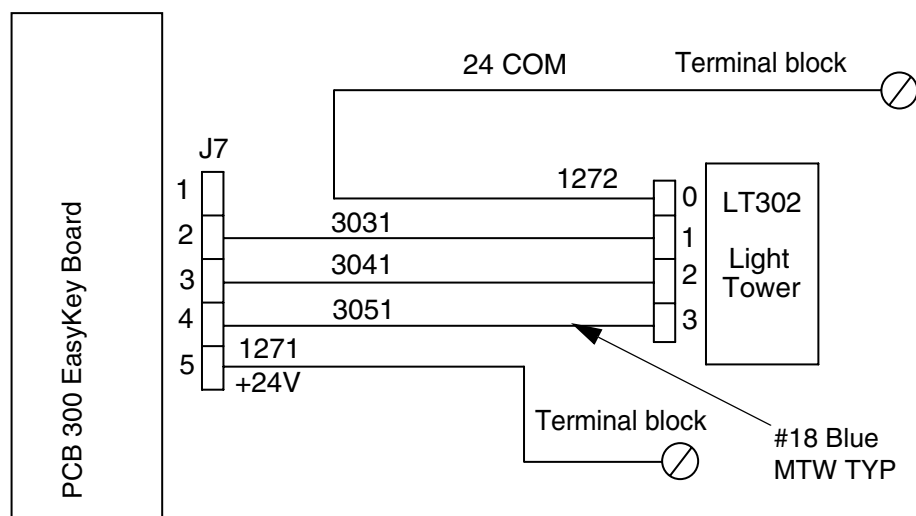 24 COM
Terminal block
J7
1
2
3
4
5
1272
3031
3041
3051
1271
+24V
0
1
2
3
LT302
Light
Tower
Terminal block
#18 Blue
MTW TYP
PCB 300 EasyKey Board